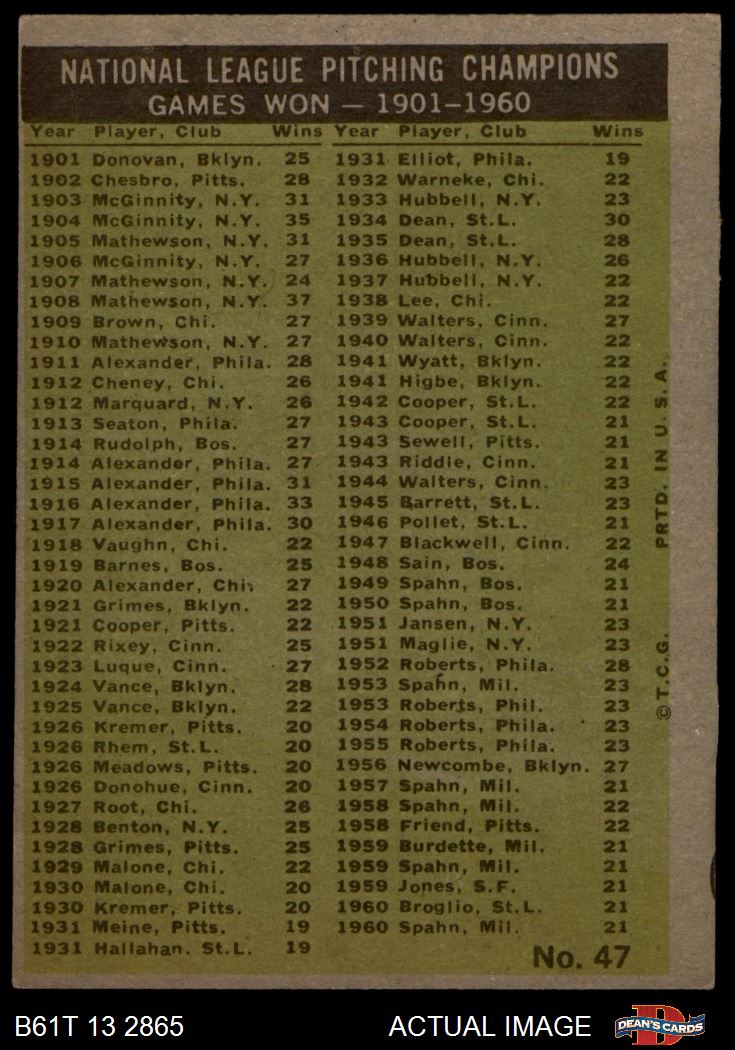 NATIONAL LEAGUE PITCHING CHAMPIONS
GAMES WON — 1901-1960
Year Player, Club Wins
1901 Donovan, Bklyn. 25
1902 Chesbro, Pitts. 28
1903 McGinnity, N.Y. 31
1904 McGinnity, N.Y. 35
1905 Mathewson, N.Y. 31
1906 McGinnity, N.Y. 27
1907 Mathewson, N.Y. 24
1908 Mathewson, N.Y. 37
1909 Brown, Chi. 27
1910 Mathewson, N.Y. 27
1911 Alexander, Phila. 28
1912 Cheney, Chi. 26
1912 Marquard, N.Y. 26
1913 Seaton, Phila. 27
1914 Rudolph, Bos. 27
1914 Alexander, Phila. 27
1915 Alexander, Phila. 31
1916 Alexander, Phila. 33
1917 Alexander, Phila. 30
1918 Vaughn, Chi. 22
1919 Barnes, Bos. 25
1920 Alexander, Chi. 27
1921 Grimes, Bklyn. 22
1921 Cooper, Pitts. 22
1922 Rixey, Cinn. 25
1923 Luque, Cinn. 27
1924 Vance, Bklyn. 28
1925 Vance, Bklyn. 22
1926 Kremer, Pitts. 20
1926 Rhem, St.L. 20
1926 Meadows, Pitts. 20
1926 Donohue, Cinn. 20
1927 Root, Chi. 26
1928 Benton, N.Y. 25
1928 Grimes, Pitts. 25
1929 Malone, Chi. 22
1930 Malone, Chi. 20
1930 Kremer, Pitts. 20
1931 Meine, Pitts. 19
1931 Hallahan, St.L. 19
Year Player, Club Wins
1931 Elliot, Phila. 19
1932 Warneke, Chi. 22
1933 Hubbell, N.Y. 23
1934 Dean, St.L. 30
1935 Dean, St.L. 28
1936 Hubbell, N.Y. 26
1937 Hubbell, N.Y. 22
1938 Lee, Chi. 22
1939 Walters, Cinn. 27
1940 Walters, Cinn. 22
1941 Wyatt, Bklyn. 22
1941 Higbe, Bklyn. 22
1942 Cooper, St.L. 22
1943 Cooper, St.L. 21
1943 Sewell, Pitts. 21
1943 Riddle, Cinn. 21
1944 Walters, Cinn. 23
1945 Barrett, St.L. 23
1946 Pollet, St.L. 21
1947 Blackwell, Cinn. 22
1948 Sain, Bos. 24
1949 Spahn, Bos. 21
1950 Spahn, Bos. 21
1951 Jansen, N.Y. 23
1951 Maglie, N.Y. 23
1952 Roberts, Phila. 28
1953 Spahn, Mil. 23
1953 Roberts, Phil. 23
1954 Roberts, Phila. 23
1955 Roberts, Phila. 23
1956 Newcombe, Bklyn. 27
1957 Spahn, Mil. 21
1958 Spahn, Mil. 22
1958 Friend, Pitts. 22
1959 Burdette, Mil. 21
1959 Spahn, Mil. 21
1959 Jones, S.F. 21
1960 Broglio, St.L. 21
1960 Spahn, Mil. 21
No. 47
© T.C.G. PRTD. IN U.S.A.
B61T 13 2865
ACTUAL IMAGE
DEAN'S CARDS